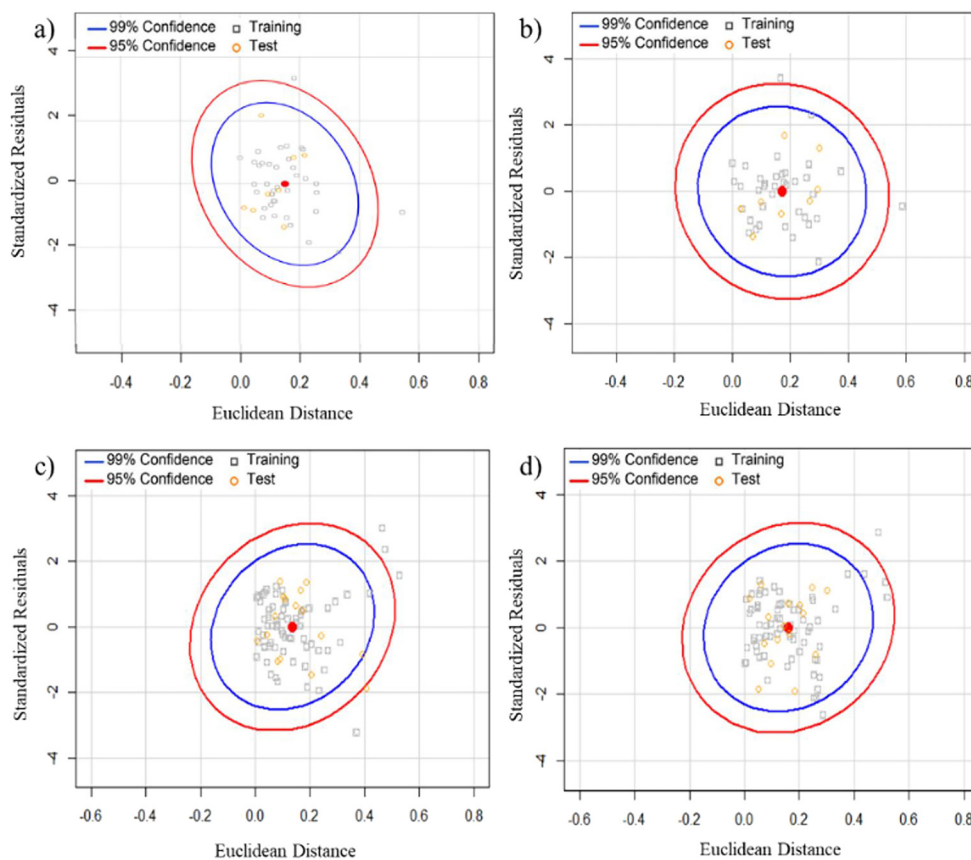 a)
99% Confidence Training
95% Confidence Test
Standardized Residuals
4
2
0
-2
-4
-0.4 -0.2 0.0 0.2 0.4 0.6 0.8
Euclidean Distance
b)
99% Confidence Training
95% Confidence Test
Standardized Residuals
4
2
0
-2
-4
-0.4 -0.2 0.0 0.2 0.4 0.6 0.8
Euclidean Distance
c)
99% Confidence Training
95% Confidence Test
Standardized Residuals
4
2
0
-2
-4
-0.6 -0.4 -0.2 0.0 0.2 0.4 0.6 0.8
Euclidean Distance
d)
99% Confidence Training
95% Confidence Test
Standardized Residuals
4
2
0
-2
-4
-0.6 -0.4 -0.2 0.0 0.2 0.4 0.6 0.8
Euclidean Distance